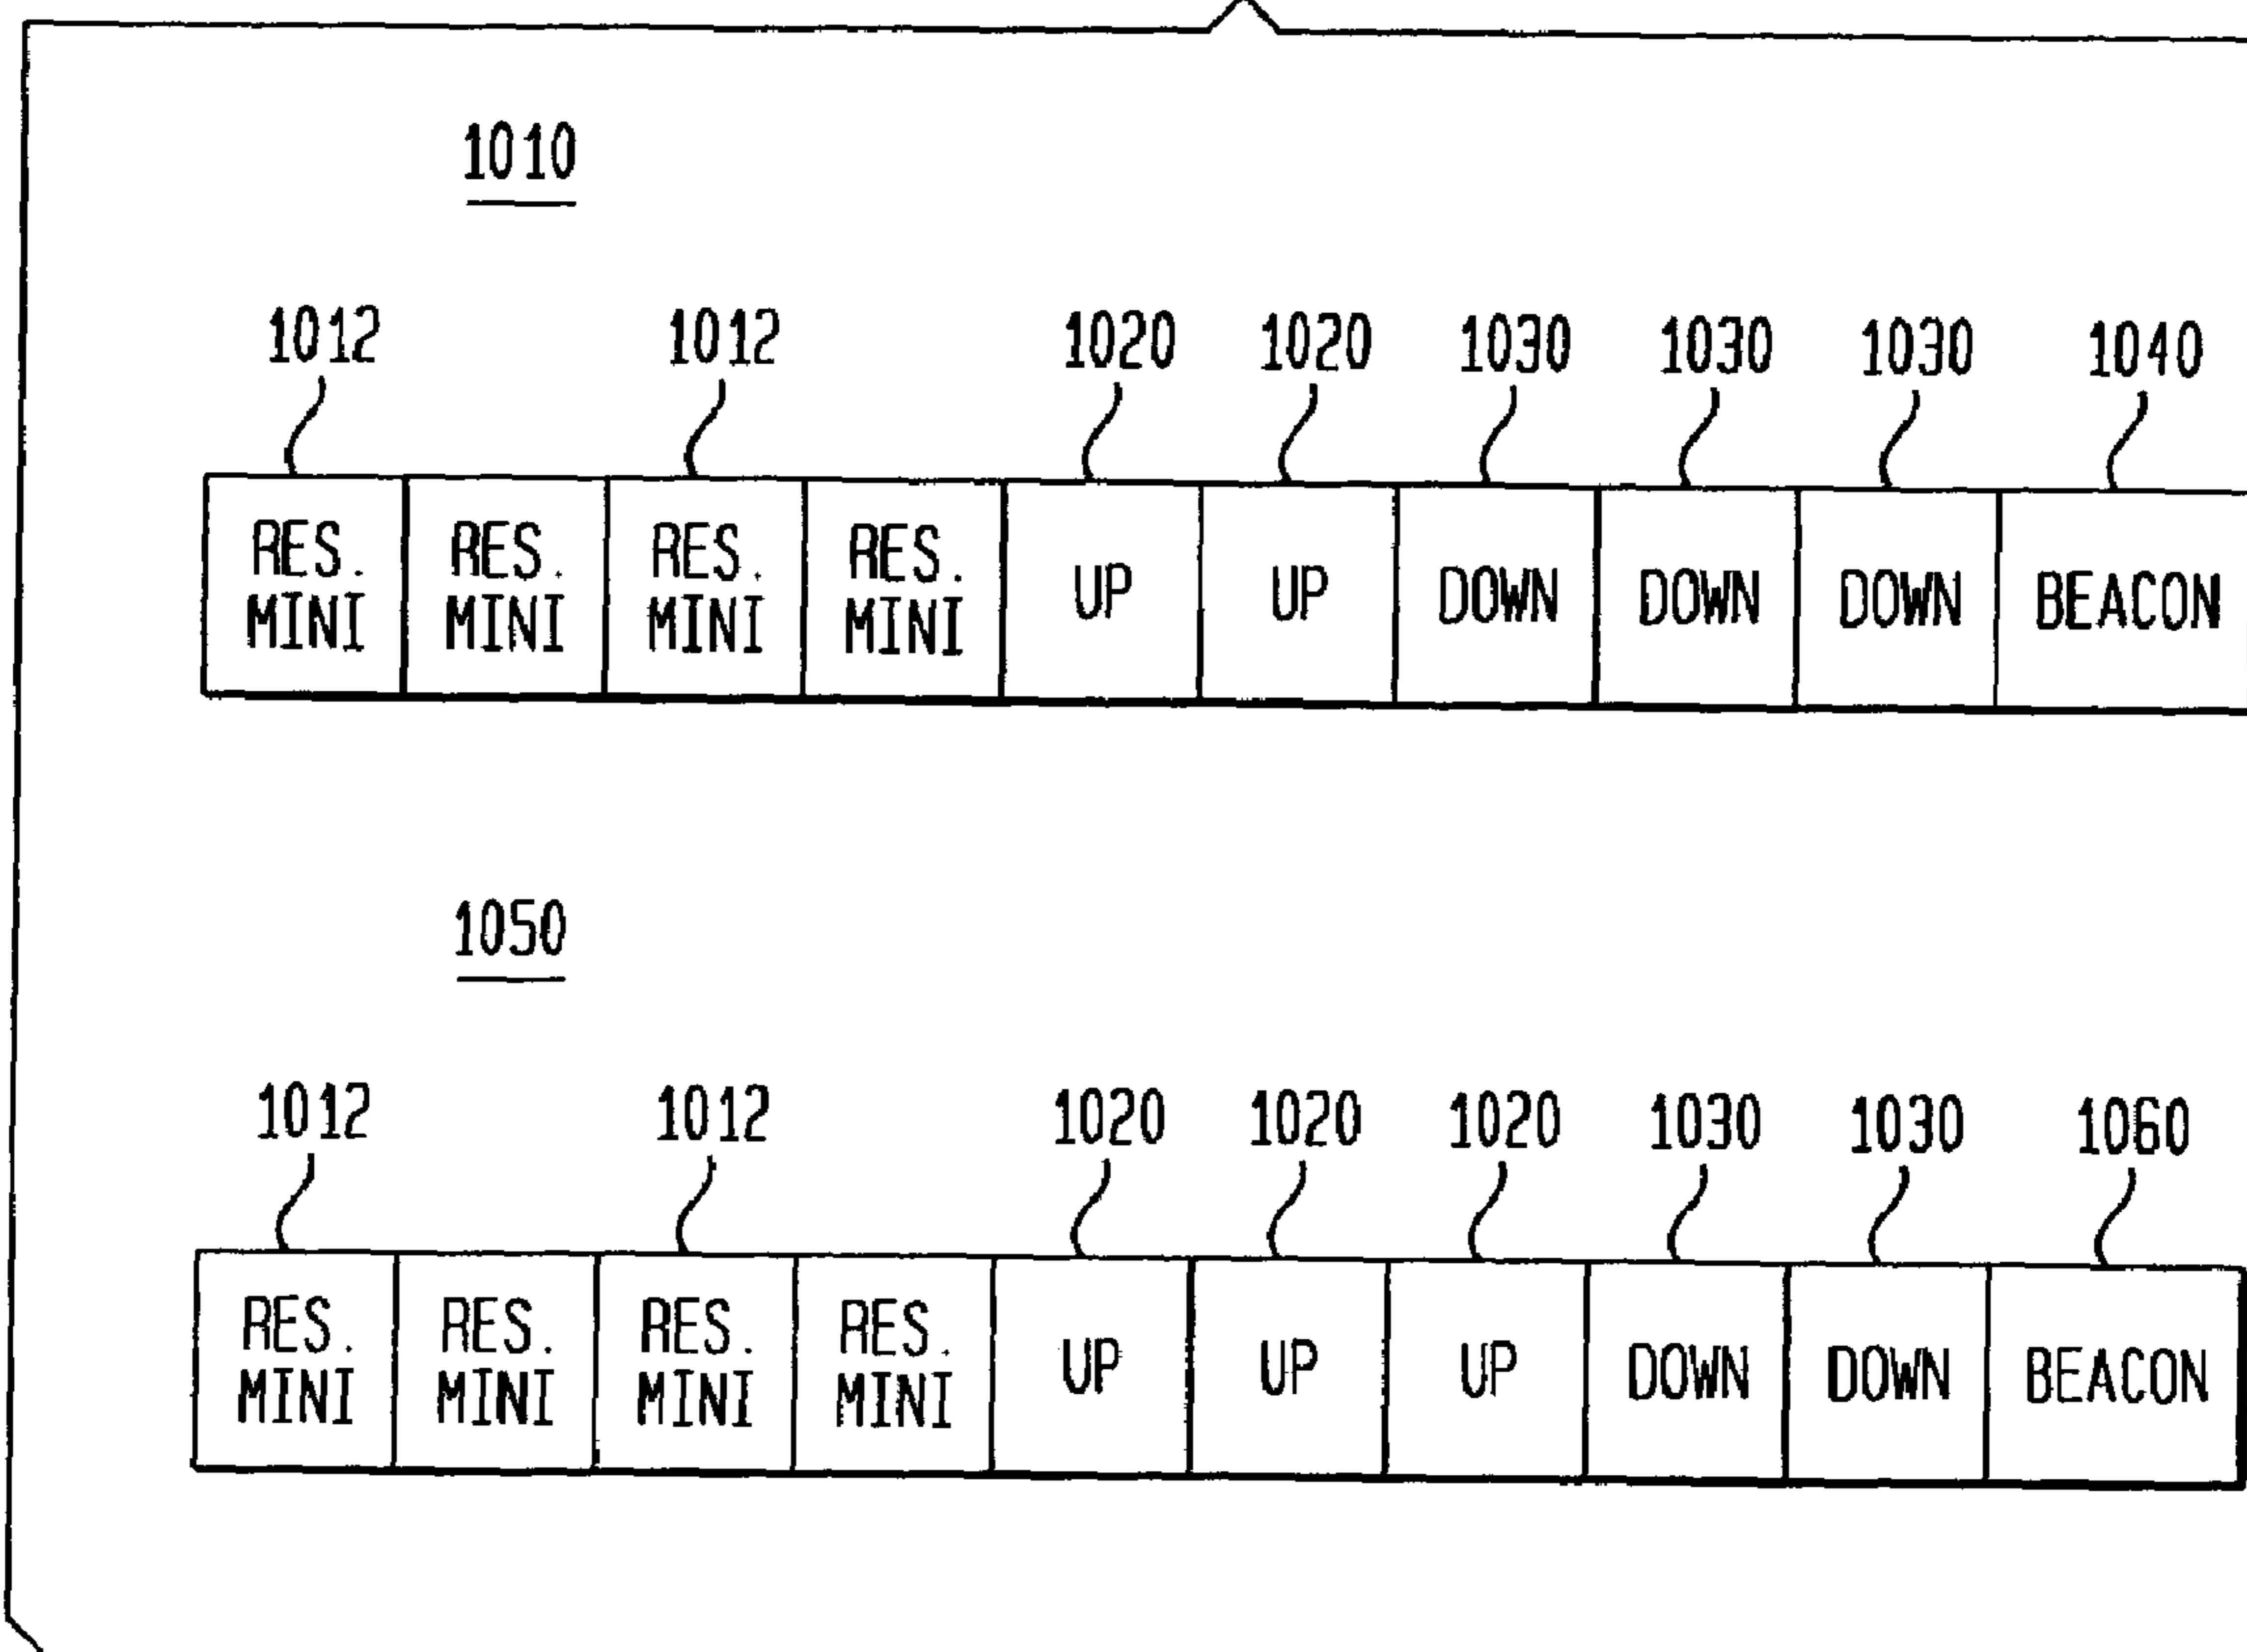 1010
1012 1012 1020 1020 1030 1030 1030 1040
RES. MINI RES. MINI RES. MINI RES. MINI UP UP DOWN DOWN DOWN BEACON
1050
1012 1012 1020 1020 1020 1030 1030 1060
RES. MINI RES. MINI RES. MINI RES. MINI UP UP UP DOWN DOWN BEACON